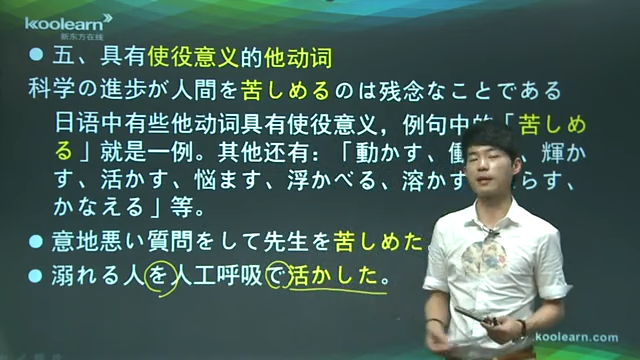 koolearn
新东方在线
● 五、具有使役意义的他动词
科学の進歩が人間を苦しめるのは残念なことである
日语中有些他动词具有使役意义，例句中的「苦しめ
る」就是一例。其他还有：「動かす、働 輝か
す、活かす、悩ます、浮かべる、溶かす らす、
かなえる」等。
● 意地悪い質問をして先生を苦しめた。
● 溺れる人を人工呼吸で活かした。
koolearn.com